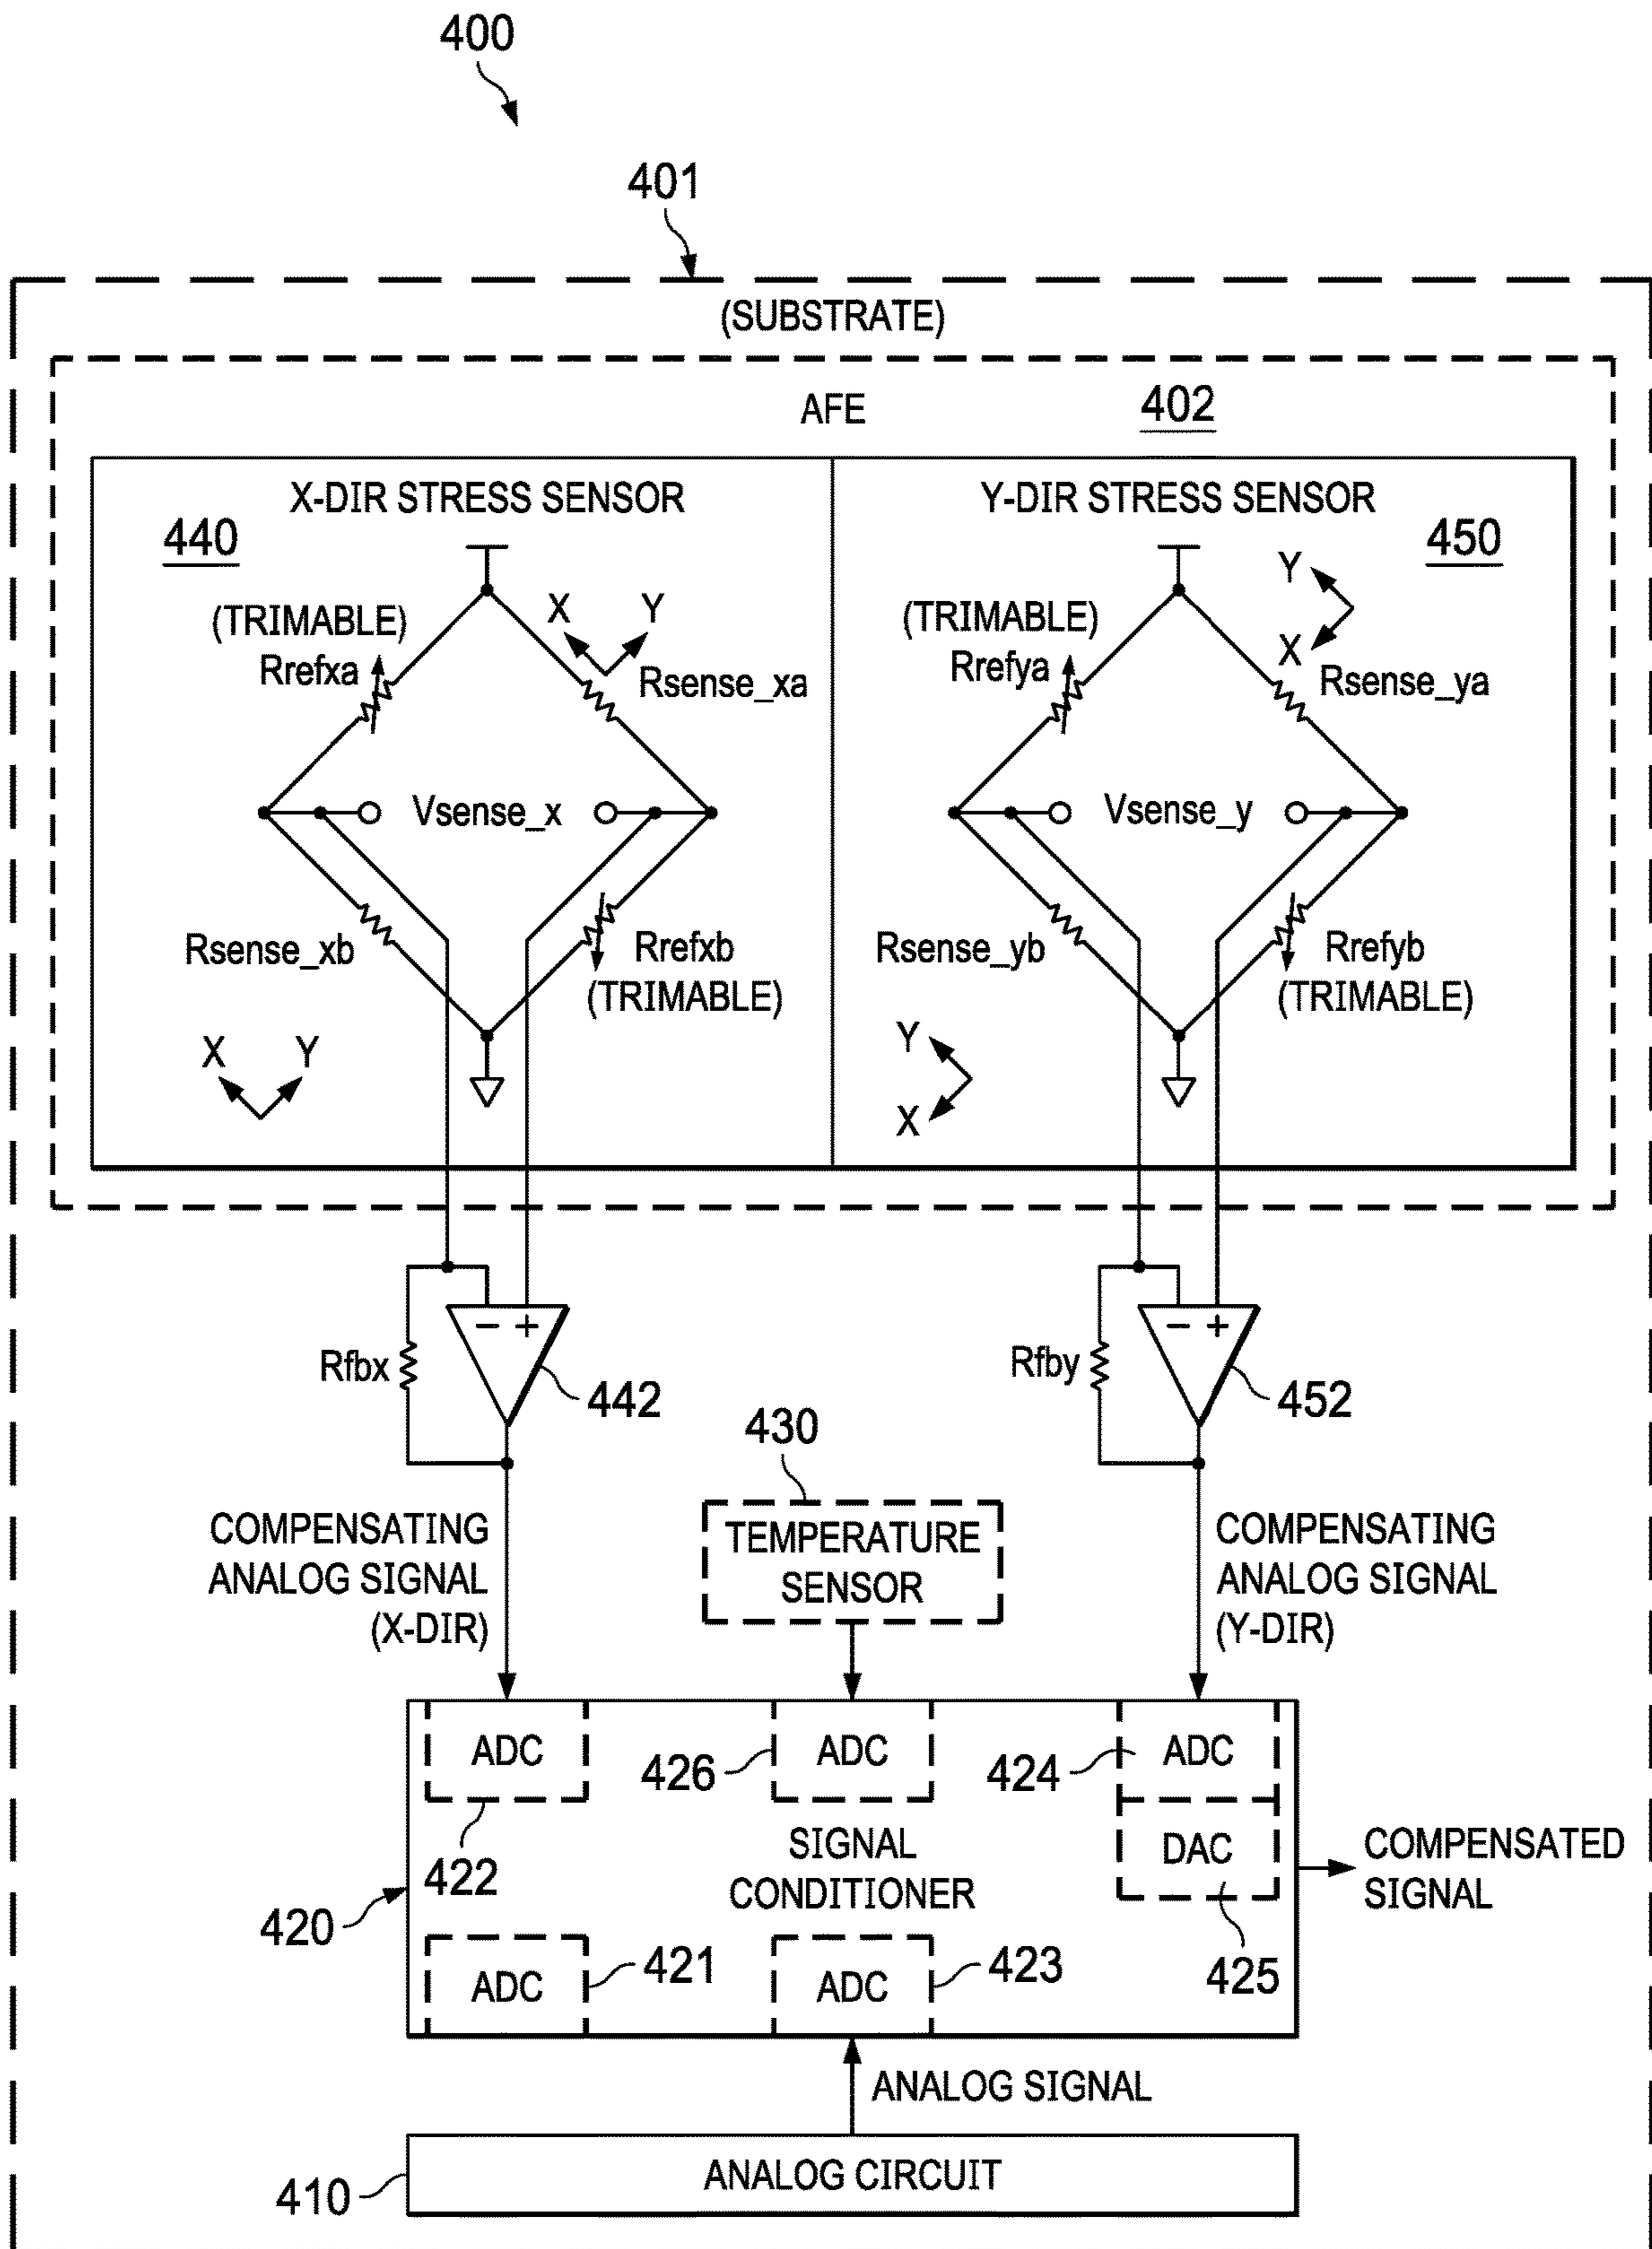 400
401
(SUBSTRATE)
AFE
402
X-DIR STRESS SENSOR
Y-DIR STRESS SENSOR
440
450
(TRIMABLE)
Rrefxa
X
Y
Rsense_xa
(TRIMABLE)
Rrefya
Y
X
Rsense_ya
Vsense_x
Vsense_y
Rsense_xb
Rrefxb
(TRIMABLE)
Rsense_yb
Rrefyb
(TRIMABLE)
X
Y
Y
X
Rfbx
− +
442
Rfby
− +
452
430
COMPENSATING
ANALOG SIGNAL
(X-DIR)
TEMPERATURE
SENSOR
COMPENSATING
ANALOG SIGNAL
(Y-DIR)
ADC
426
ADC
424
ADC
422
SIGNAL
CONDITIONER
DAC
COMPENSATED
SIGNAL
420
ADC
421
ADC
423
425
ANALOG SIGNAL
410
ANALOG CIRCUIT